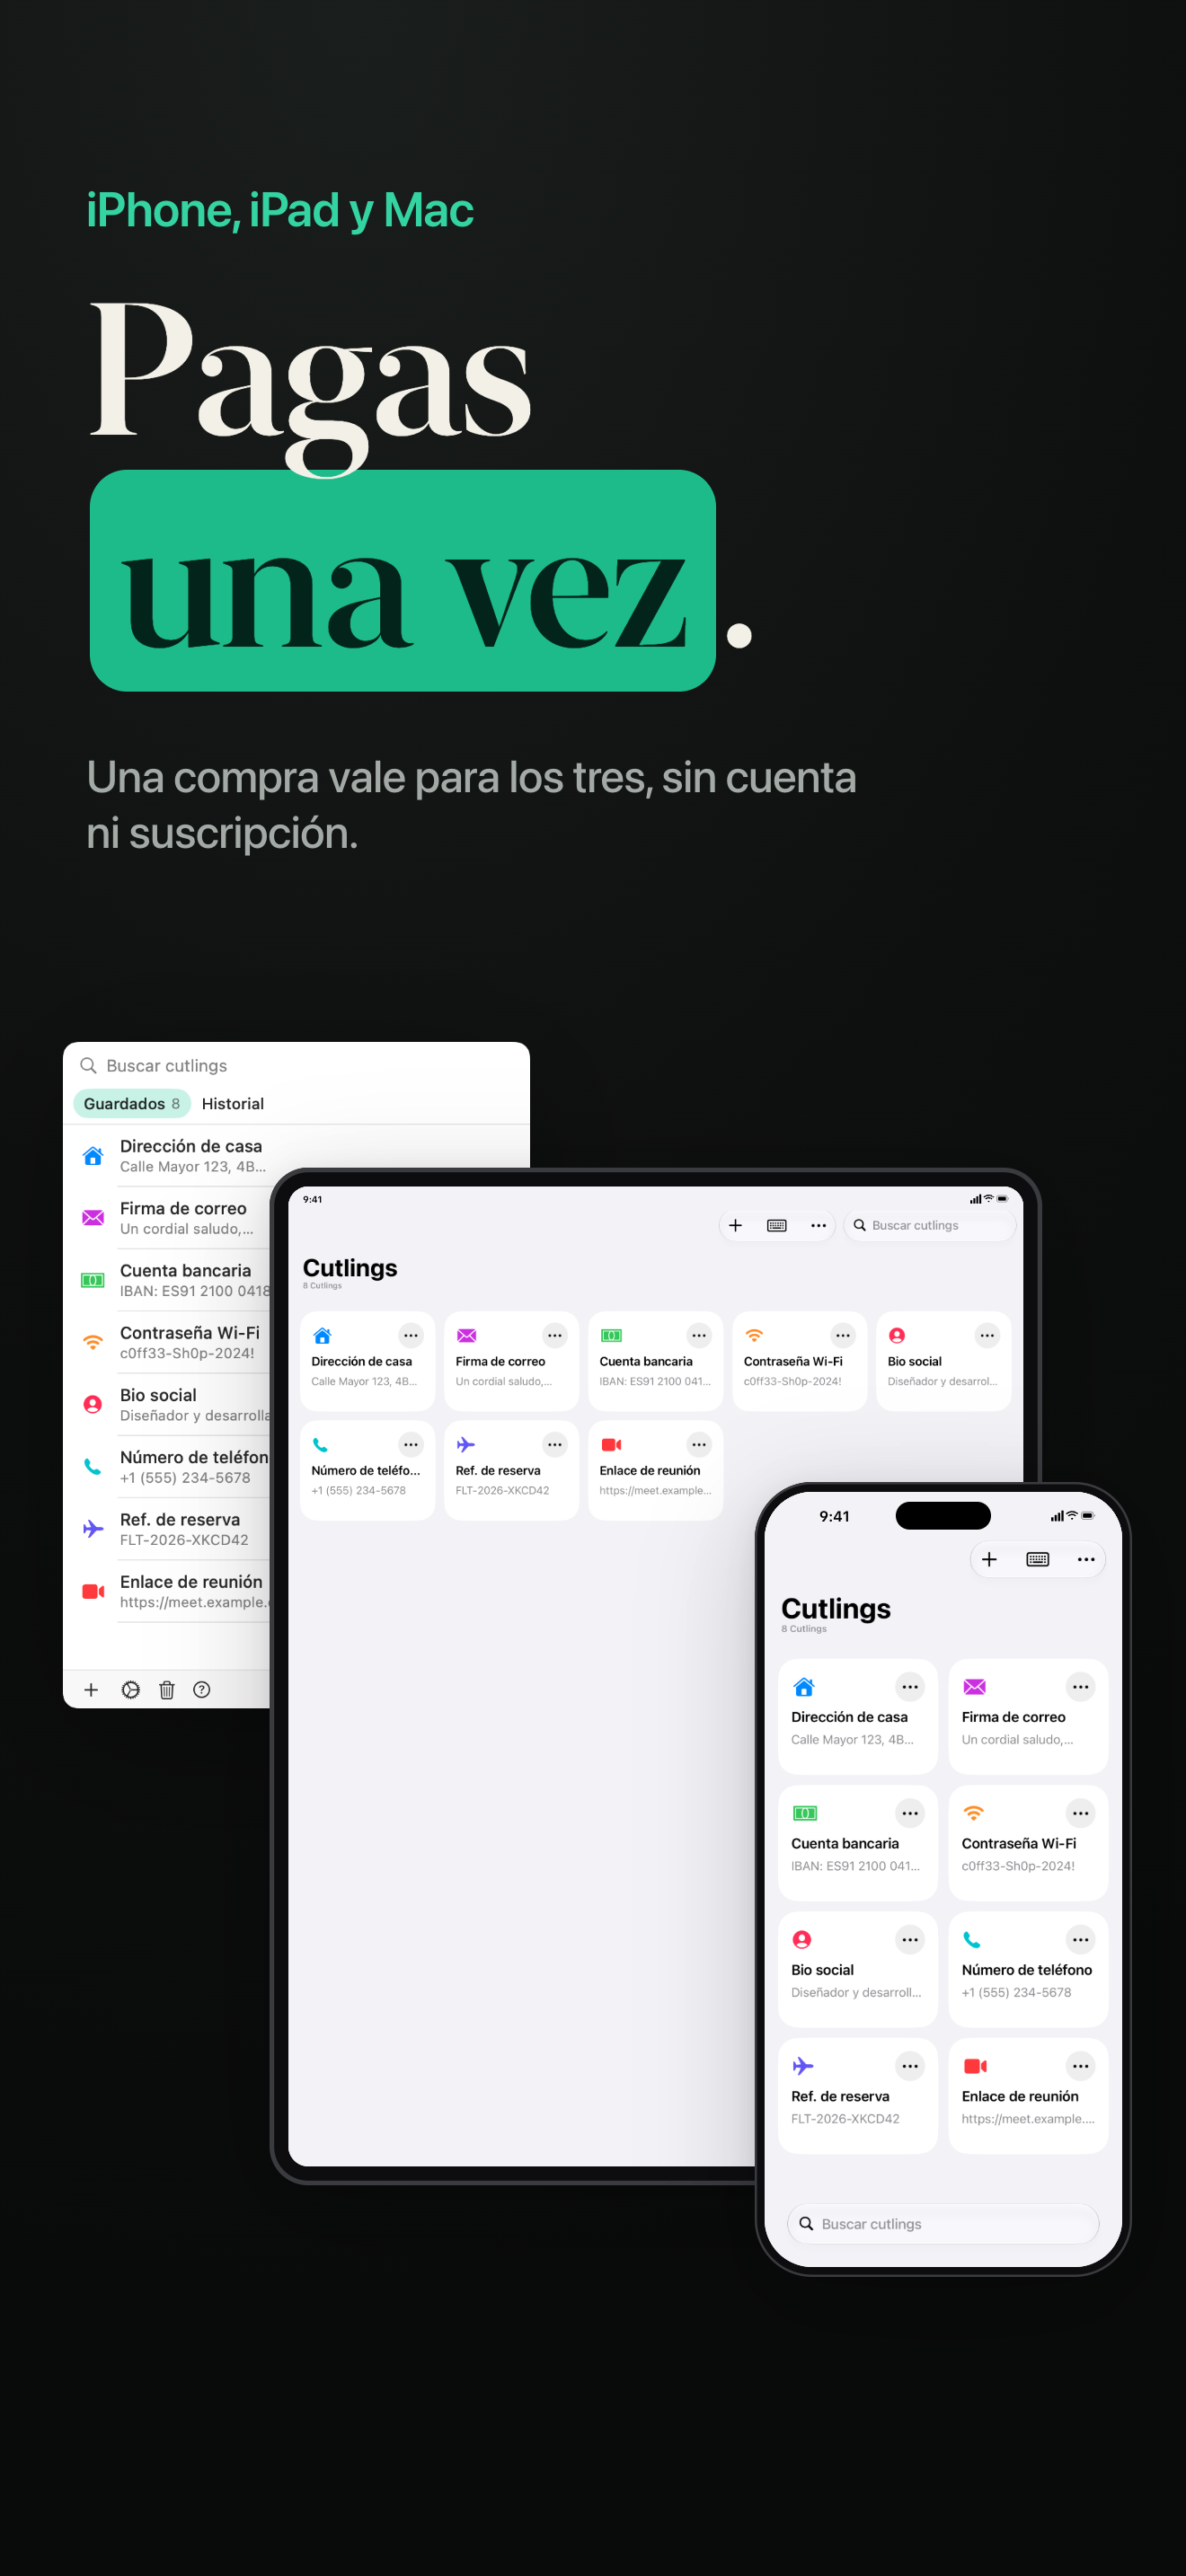 iPhone, iPad y Mac
Pagas
una vez.
Una compra vale para los tres, sin cuenta
ni suscripción.
Buscar cutlings
Guardados 8 Historial
Dirección de casa
Calle Mayor 123, 4B...
Firma de correo
Un cordial saludo,...
Cuenta bancaria
IBAN: ES91 2100 0418
Contraseña Wi-Fi
c0ff33-Sh0p-2024!
Bio social
Diseñador y desarrolla
Número de teléfon
+1 (555) 234-5678
Ref. de reserva
FLT-2026-XKCD42
Enlace de reunión
https://meet.example.
9:41
Buscar cutlings
Cutlings
8 Cutlings
Dirección de casa
Calle Mayor 123, 4B...
Firma de correo
Un cordial saludo,...
Cuenta bancaria
IBAN: ES91 2100 041...
Contraseña Wi-Fi
c0ff33-Sh0p-2024!
Bio social
Diseñador y desarrol...
Número de teléfo...
+1 (555) 234-5678
Ref. de reserva
FLT-2026-XKCD42
Enlace de reunión
https://meet.example...
9:41
Cutlings
8 Cutlings
Dirección de casa
Calle Mayor 123, 4B...
Firma de correo
Un cordial saludo,...
Cuenta bancaria
IBAN: ES91 2100 041...
Contraseña Wi-Fi
c0ff33-Sh0p-2024!
Bio social
Diseñador y desarroll...
Número de teléfono
+1 (555) 234-5678
Ref. de reserva
FLT-2026-XKCD42
Enlace de reunión
https://meet.example....
Buscar cutlings